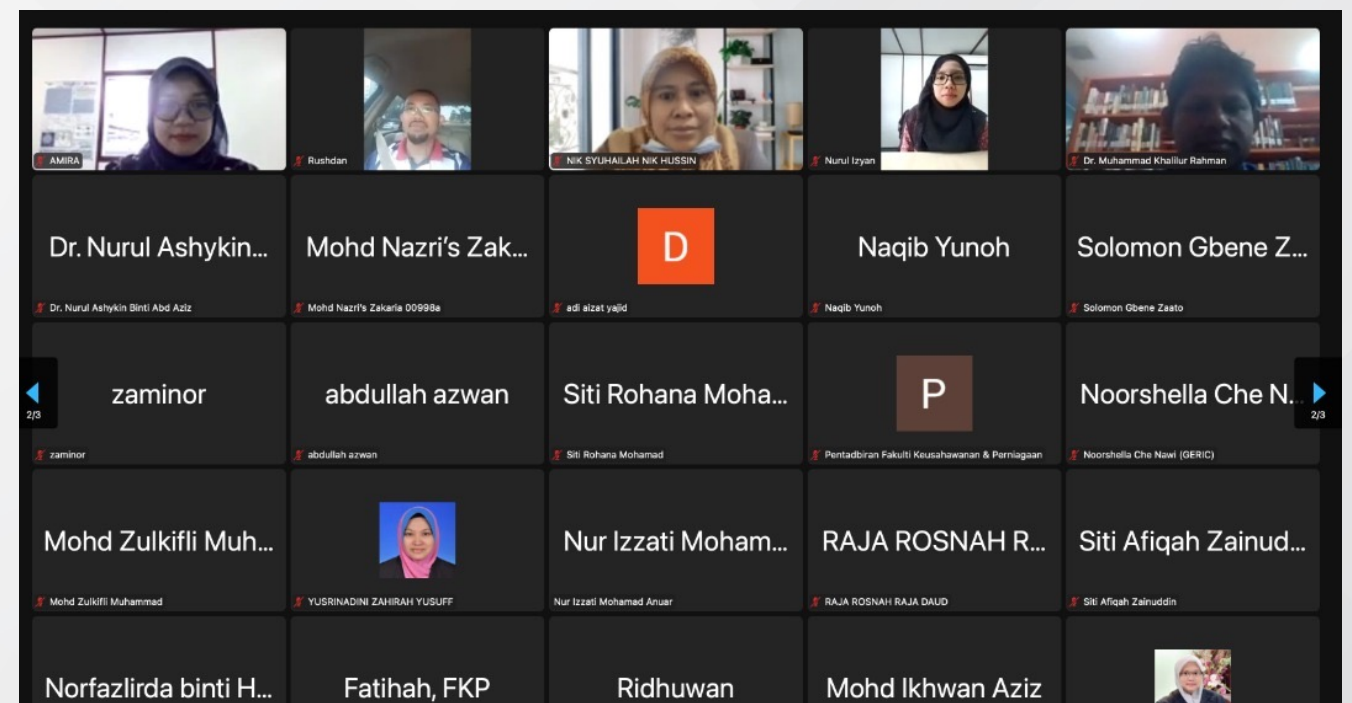 AMIRA
Rushdan
NIK SYUHAILAH NIK HUSSIN
Nurul Izyan
Dr. Muhammad Khalilur Rahman
Dr. Nurul Ashykin...
Mohd Nazri's Zak...
D
Naqib Yunoh
Solomon Gbene Z...
Dr. Nurul Ashykin Binti Abd Aziz
Mohd Nazri's Zakaria 00998a
adi aizat yajid
Naqib Yunoh
Solomon Gbene Zaato
zaminor
abdullah azwan
Siti Rohana Moha...
P
Noorshella Che N...
2/3
2/3
zaminor
abdullah azwan
Siti Rohana Mohamad
Pentadbiran Fakulti Keusahawanan & Perniagaan
Noorshella Che Nawi (GERIC)
Mohd Zulkifli Muh...
Nur Izzati Moham...
RAJA ROSNAH R...
Siti Afiqah Zainud...
Mohd Zulkifli Muhammad
YUSRINADINI ZAHIRAH YUSUFF
Nur Izzati Mohamad Anuar
RAJA ROSNAH RAJA DAUD
Siti Afiqah Zainuddin
Norfazlirda binti H...
Fatihah, FKP
Ridhuwan
Mohd Ikhwan Aziz